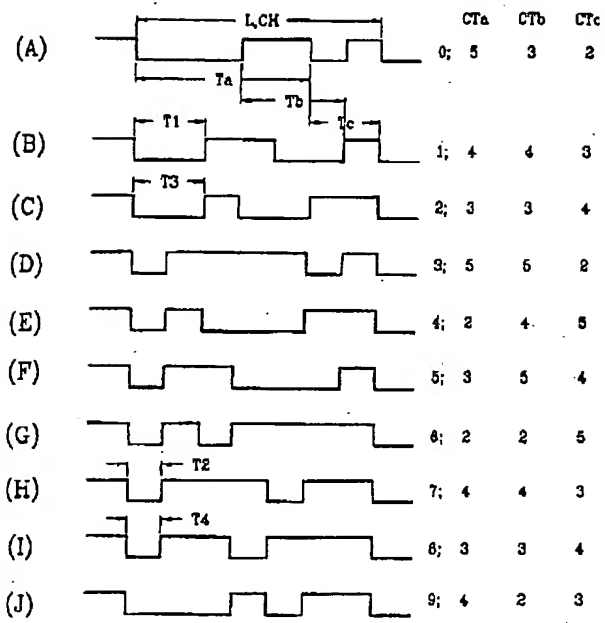 CTa CTb CTc
L,CH
(A) 0; 5 3 2
Ta
Tb
Tc
(B) T1 1; 4 4 3
(C) T3 2; 3 3 4
(D) 3; 5 5 2
(E) 4; 2 4 5
(F) 5; 3 5 4
(G) 6; 2 2 5
T2
(H) 7; 4 4 3
(I) T4 8; 3 3 4
(J) 9; 4 2 3